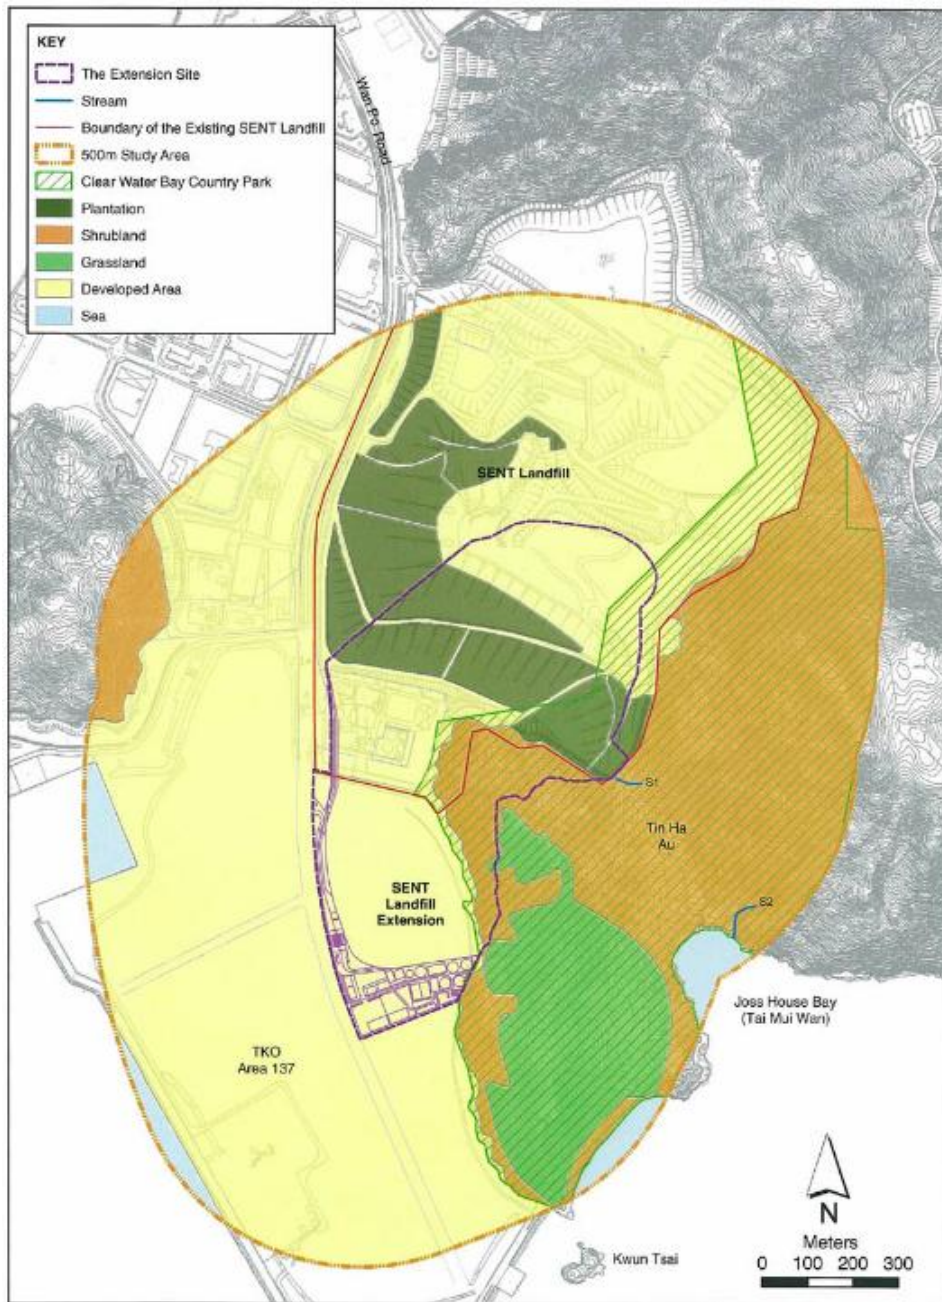 KEY
The Extension Site
Stream
Boundary of the Existing SENT Landfill
500m Study Area
Clear Water Bay Country Park
Plantation
Shrubland
Grassland
Developed Area
Sea
Wan Po Road
SENT Landfill
S1
Tin Ha
Au
SENT
Landfill
Extension
S2
Joss House Bay
(Tai Mui Wan)
TKO
Area 137
Kwun Tsai
N
Meters
0 100 200 300